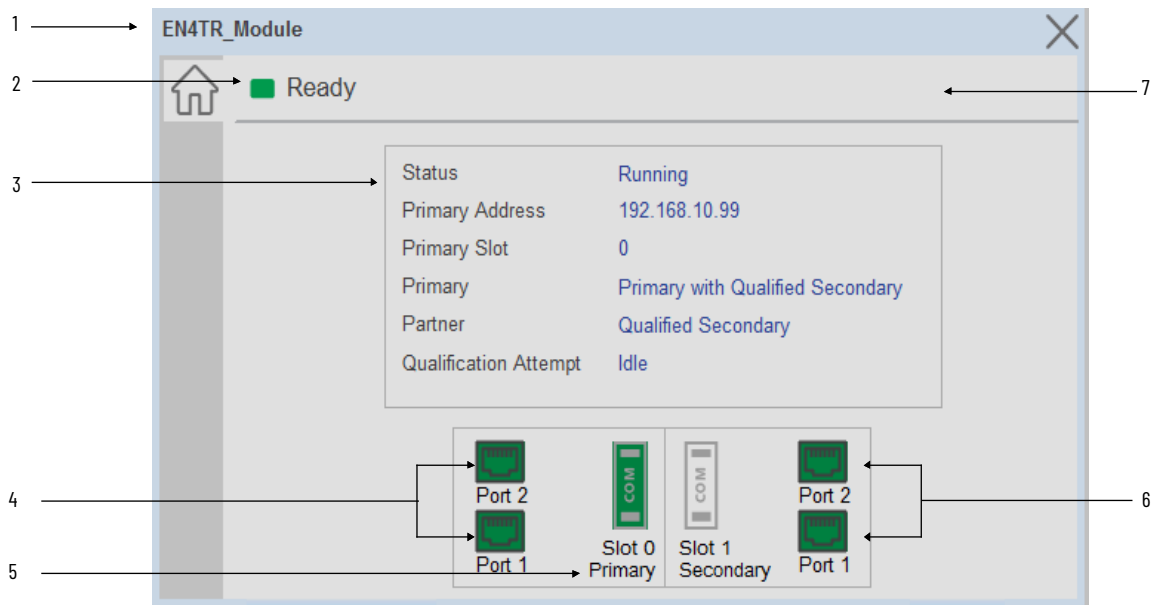 1
EN4TR_Module
2
Ready
7
3
Status Running
Primary Address 192.168.10.99
Primary Slot 0
Primary Primary with Qualified Secondary
Partner Qualified Secondary
Qualification Attempt Idle
4
COM
COM
Port 2
Port 2
6
Port 1
Slot 0
Primary
Slot 1
Secondary
Port 1
5